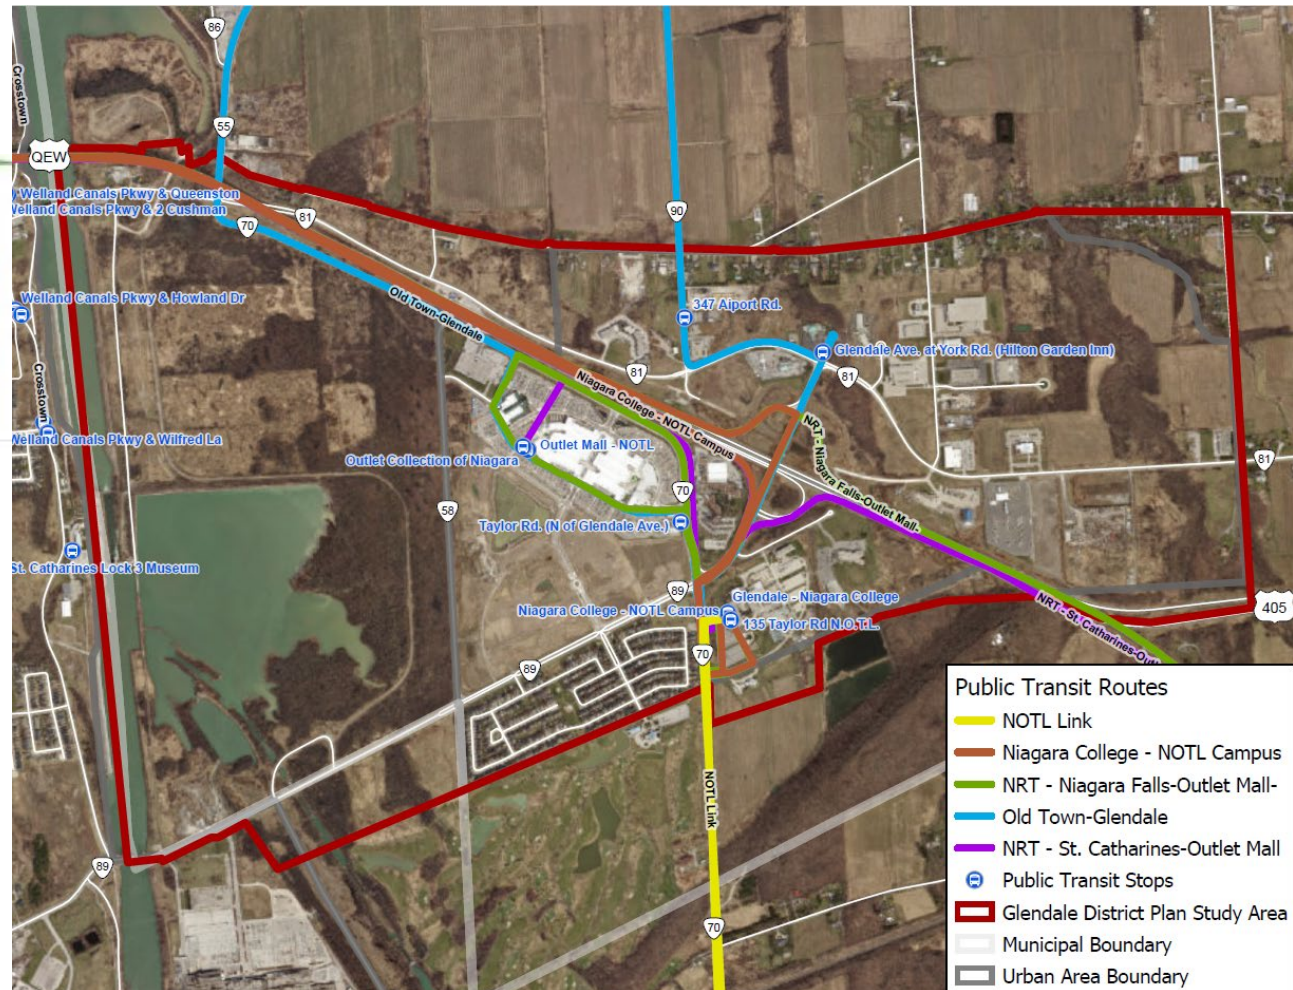 86
Crosstown
QEW
55
Welland Canals Pkwy & Queenston
Welland Canals Pkwy & 2 Cushman
70
81
90
Welland Canals Pkwy & Howland Dr
Old Town-Glendale
347 Aiport Rd.
Glendale Ave. at York Rd. (Hilton Garden Inn)
81
81
Crosstown
Niagara College - NOTL Campus
NRT - Niagara Falls-Outlet Mall-
Welland Canals Pkwy & Wilfred La
Outlet Mall - NOTL
Outlet Collection of Niagara
81
70
58
Taylor Rd. (N of Glendale Ave.)
St. Catharines Lock 3 Museum
89
Glendale - Niagara College
Niagara College - NOTL Campus
135 Taylor Rd N.O.T.L.
NRT - St. Catharines-Out
405
70
89
NOTL Link
89
70
Public Transit Routes
NOTL Link
Niagara College - NOTL Campus
NRT - Niagara Falls-Outlet Mall-
Old Town-Glendale
NRT - St. Catharines-Outlet Mall
Public Transit Stops
Glendale District Plan Study Area
Municipal Boundary
Urban Area Boundary